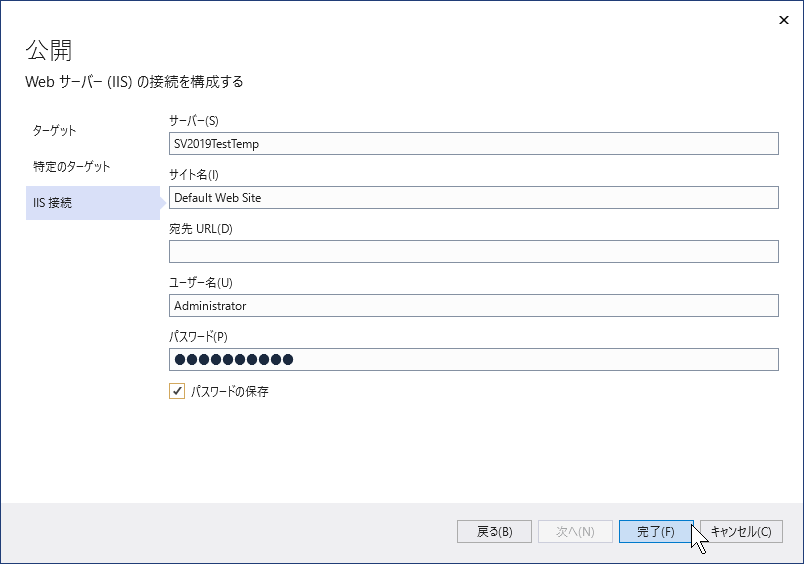 公開
Web サーバー (IIS) の接続を構成する
ターゲット
特定のターゲット
IIS 接続
サーバー(S)
SV2019TestTemp
サイト名(I)
Default Web Site
宛先 URL(D)
ユーザー名(U)
Administrator
パスワード(P)
●●●●●●●●●●
パスワードの保存
戻る(B)
次へ(N)
完了(F)
キャンセル(C)